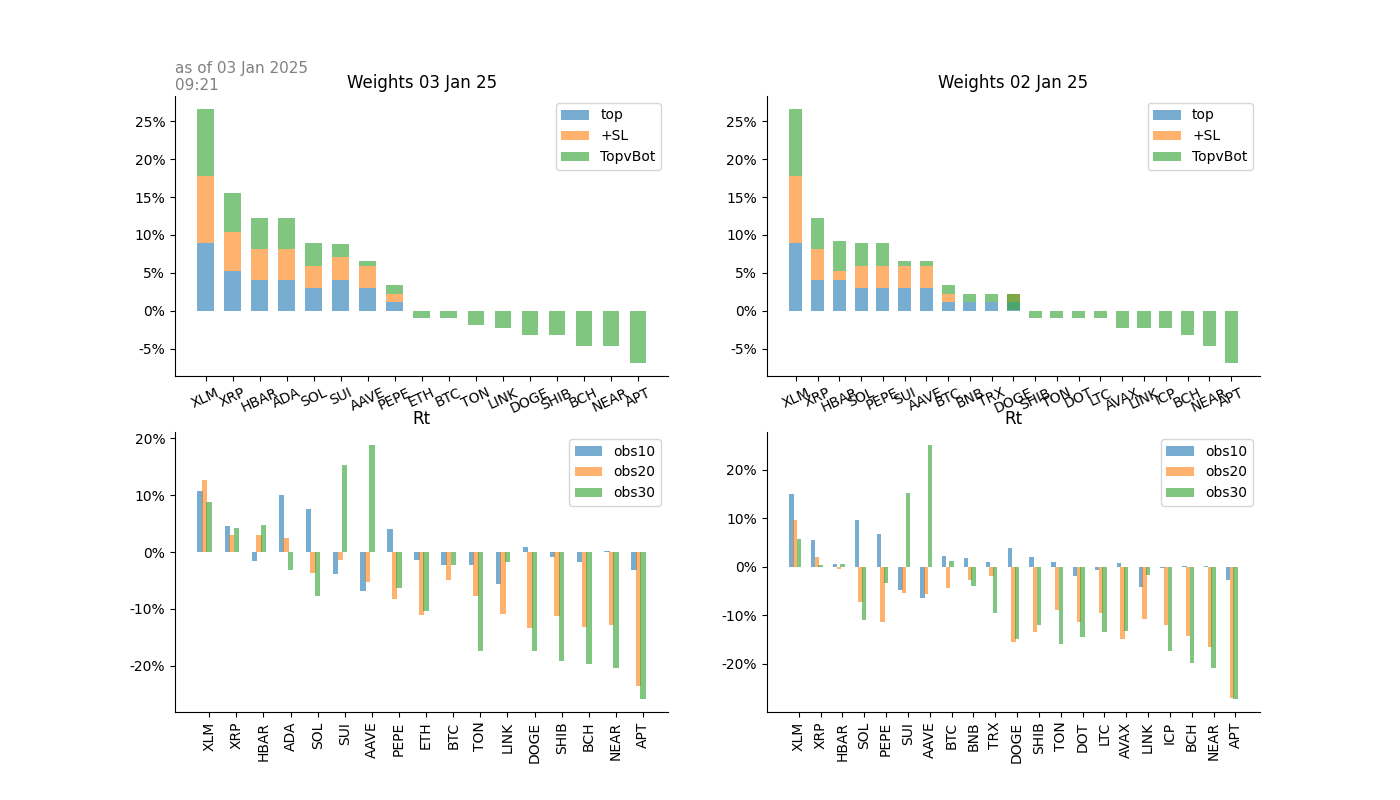 as of 03 Jan 2025
09:21
Weights 03 Jan 25
25%
20%
15%
10%
5%
0%
-5%
top
+SL
TopvBot
XLM XRP HBAR ADA SOL SUI AAVE PEPE ETH BTC TON LINK DOGE SHIB BCH NEAR APT
Weights 02 Jan 25
25%
20%
15%
10%
5%
0%
-5%
top
+SL
TopvBot
XLM XRP HBAR SOL PEPE SUI AAVE BTC BNB TRX DOGE SHIB TON DOT LTC AVAX LINK ICP BCH NEAR APT
Rt
20%
10%
0%
-10%
-20%
obs10
obs20
obs30
XLM XRP HBAR ADA SOL SUI AAVE PEPE ETH BTC TON LINK DOGE SHIB BCH NEAR APT
Rt
20%
10%
0%
-10%
-20%
obs10
obs20
obs30
XLM XRP HBAR SOL PEPE SUI AAVE BTC BNB TRX DOGE SHIB TON DOT LTC AVAX LINK ICP BCH NEAR APT